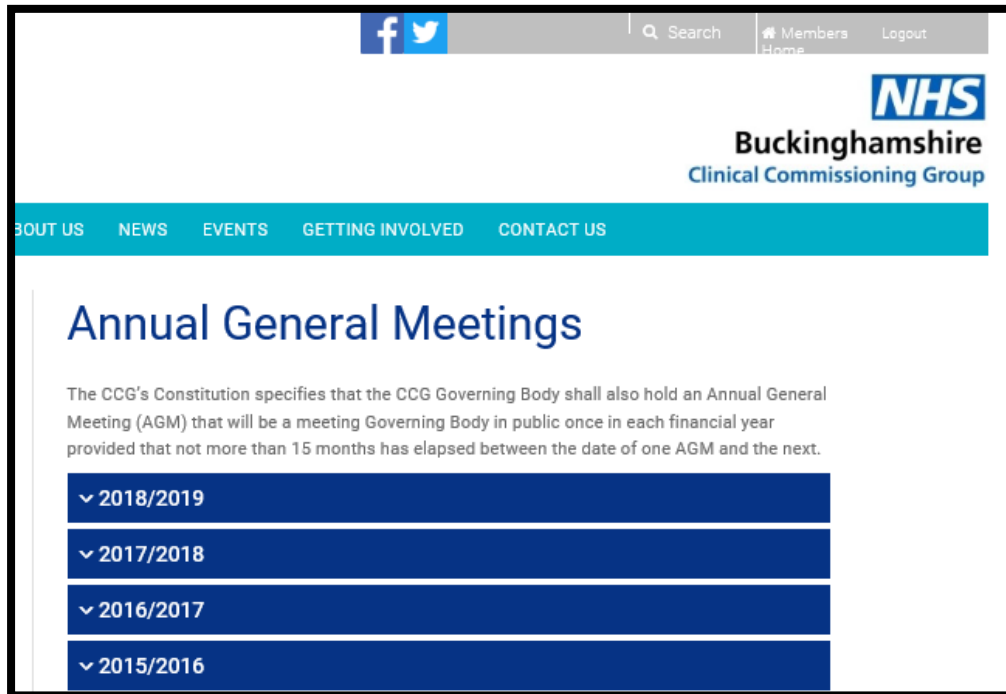 f
Search
Members
Home
Logout
NHS
Buckinghamshire
Clinical Commissioning Group
BOUT US NEWS EVENTS GETTING INVOLVED CONTACT US
Annual General Meetings
The CCG's Constitution specifies that the CCG Governing Body shall also hold an Annual General
Meeting (AGM) that will be a meeting Governing Body in public once in each financial year
provided that not more than 15 months has elapsed between the date of one AGM and the next.
2018/2019
2017/2018
2016/2017
2015/2016